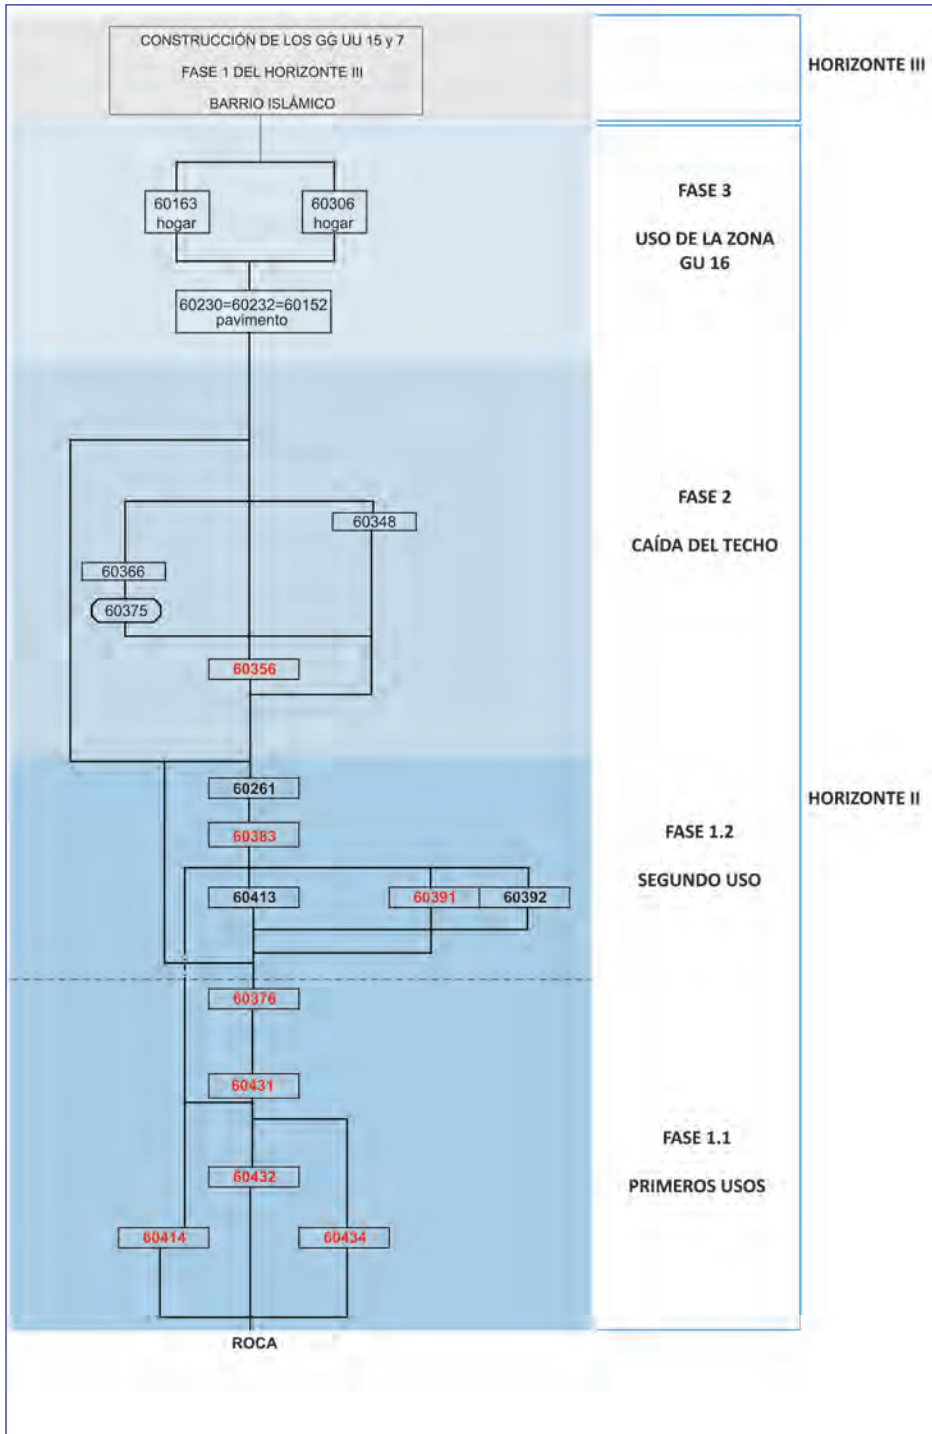 CONSTRUCCIÓN DE LOS GG UU 15 y 7
FASE 1 DEL HORIZONTE III
BARRIO ISLÁMICO
HORIZONTE III
60163
hogar
60306
hogar
FASE 3
USO DE LA ZONA
GU 16
60230=60232=60152
pavimento
60348
FASE 2
CAÍDA DEL TECHO
60366
60375
60356
60261
HORIZONTE II
60383
FASE 1.2
SEGUNDO USO
60413
60391
60392
60376
60431
FASE 1.1
PRIMEROS USOS
60432
60414
60434
ROCA